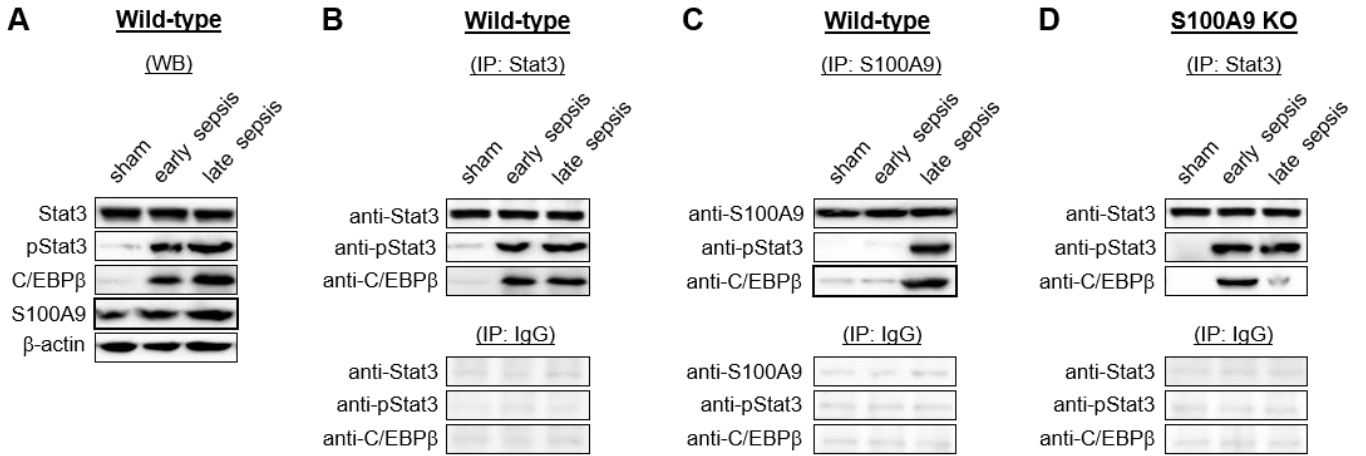 A
Wild-type
(WB)
sham
early sepsis
late sepsis
Stat3
pStat3
C/EBPβ
S100A9
β-actin
B
Wild-type
(IP: Stat3)
sham
early sepsis
late sepsis
anti-Stat3
anti-pStat3
anti-C/EBPβ
(IP: IgG)
anti-Stat3
anti-pStat3
anti-C/EBPβ
C
Wild-type
(IP: S100A9)
sham
early sepsis
late sepsis
anti-S100A9
anti-pStat3
anti-C/EBPβ
(IP: IgG)
anti-S100A9
anti-pStat3
anti-C/EBPβ
D
S100A9 KO
(IP: Stat3)
sham
early sepsis
late sepsis
anti-Stat3
anti-pStat3
anti-C/EBPβ
(IP: IgG)
anti-Stat3
anti-pStat3
anti-C/EBPβ